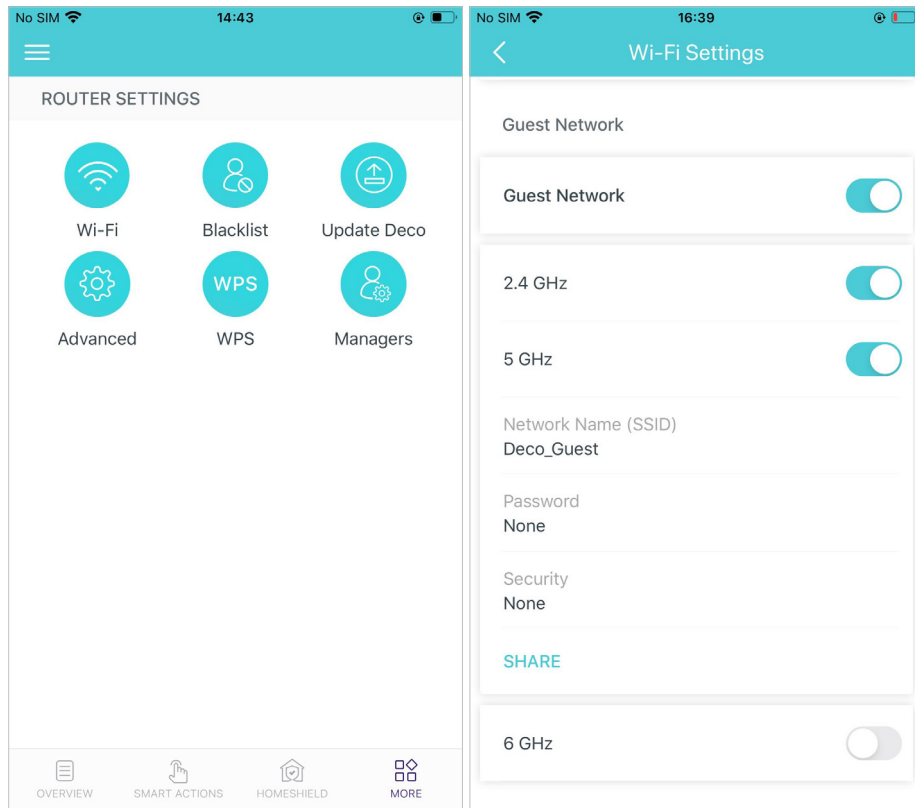 No SIM 14:43
ROUTER SETTINGS
Wi-Fi Blacklist Update Deco
WPS
Advanced WPS Managers
OVERVIEW SMART ACTIONS HOMESHIELD MORE
No SIM 16:39
Wi-Fi Settings
Guest Network
Guest Network
2.4 GHz
5 GHz
Network Name (SSID)
Deco_Guest
Password
None
Security
None
SHARE
6 GHz